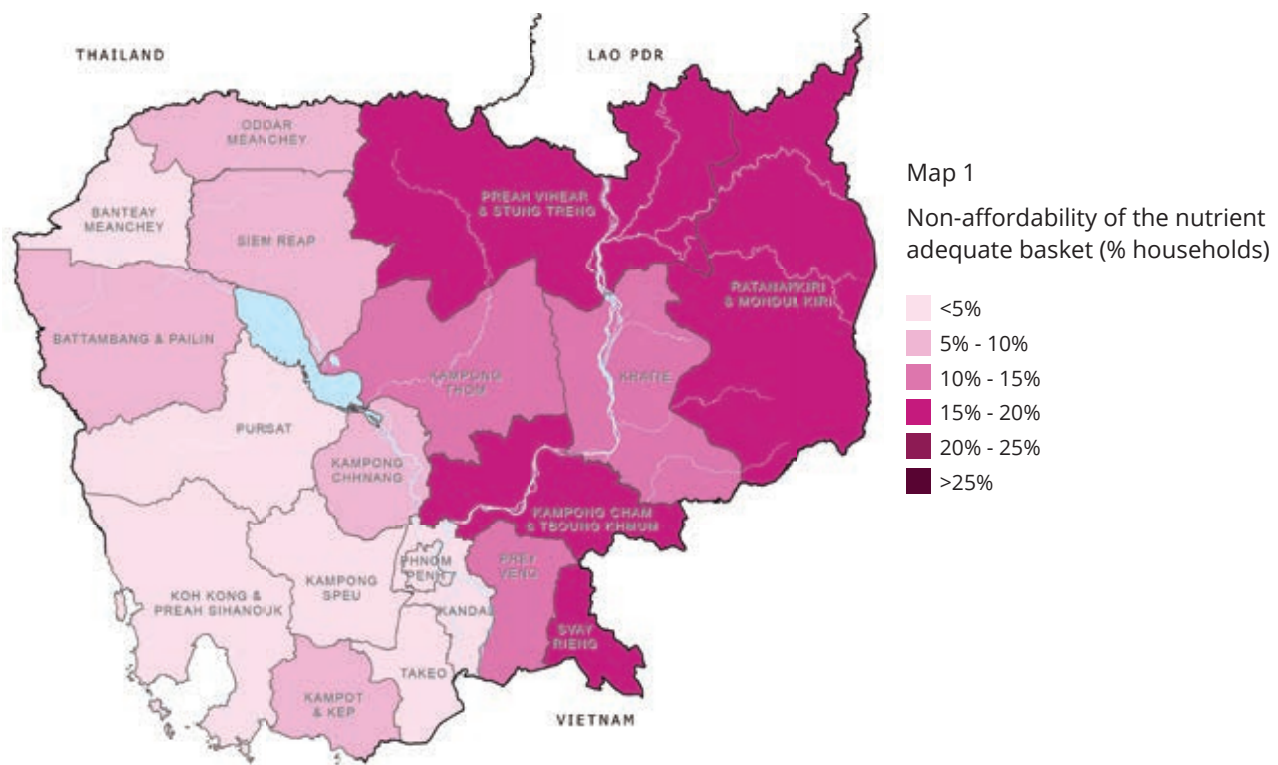 THAILAND
LAO PDR
ODDAR
MEANCHEY
BANTEAY
MEANCHEY
SIEM REAP
PREAH VIHEAR
& STUNG TRENG
RATANAKIRI
& MONDUL KIRI
BATTAMBANG & PAILIN
KAMPONG
THOM
KRATIE
PURSAT
KAMPONG
CHHNANG
KAMPONG CHAM
& TBOUNG KHMUM
PHNOM
PENH
PREY
VENG
KOH KONG &
PREAH SIHANOUK
KAMPONG
SPEU
KANDAL
SVAY
RIENG
TAKEO
KAMPOT
& KEP
VIETNAM
Map 1
Non-affordability of the nutrient
adequate basket (% households)
<5%
5% - 10%
10% - 15%
15% - 20%
20% - 25%
>25%